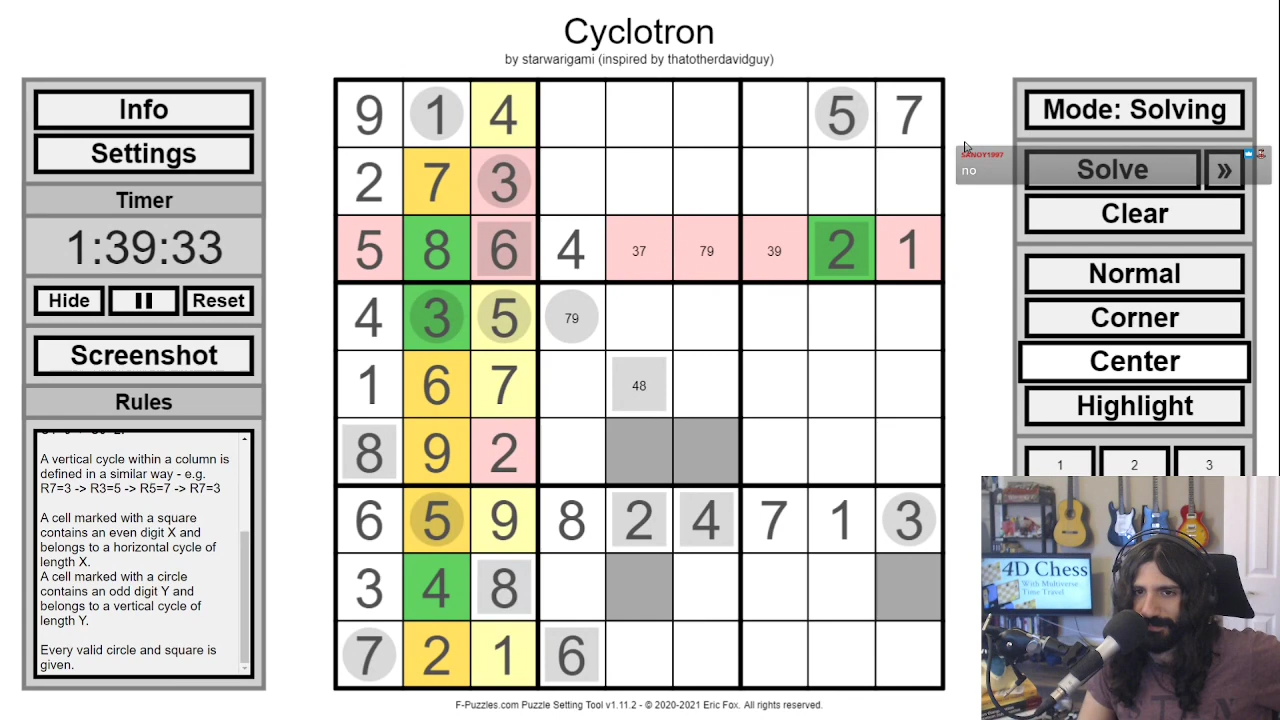 Cyclotron
by starwarigami (inspired by thatotherdavidguy)
Info
Settings
Timer
1:39:33
Hide
Reset
Screenshot
Rules
A vertical cycle within a column is
defined in a similar way - e.g.
R7=3 -> R3=5 -> R5=7 -> R7=3
A cell marked with a square
contains an even digit X and
belongs to a horizontal cycle of
length X.
A cell marked with a circle
contains an odd digit Y and
belongs to a vertical cycle of
length Y.
Every valid circle and square is
given.
9 1 4 5 7
2 7 3
5 8 6 4 37 79 39 2 1
4 3 5 79
1 6 7 48
8 9 2
6 5 9 8 2 4 7 1 3
3 4 8
7 2 1 6
F-Puzzles.com Puzzle Setting Tool v1.11.2 - © 2020-2021 Eric Fox. All rights reserved.
Mode: Solving
SANOY1997
no
Solve »
Clear
Normal
Corner
Center
Highlight
1 2 3
4D Chess
With Multiverse
Time Travel